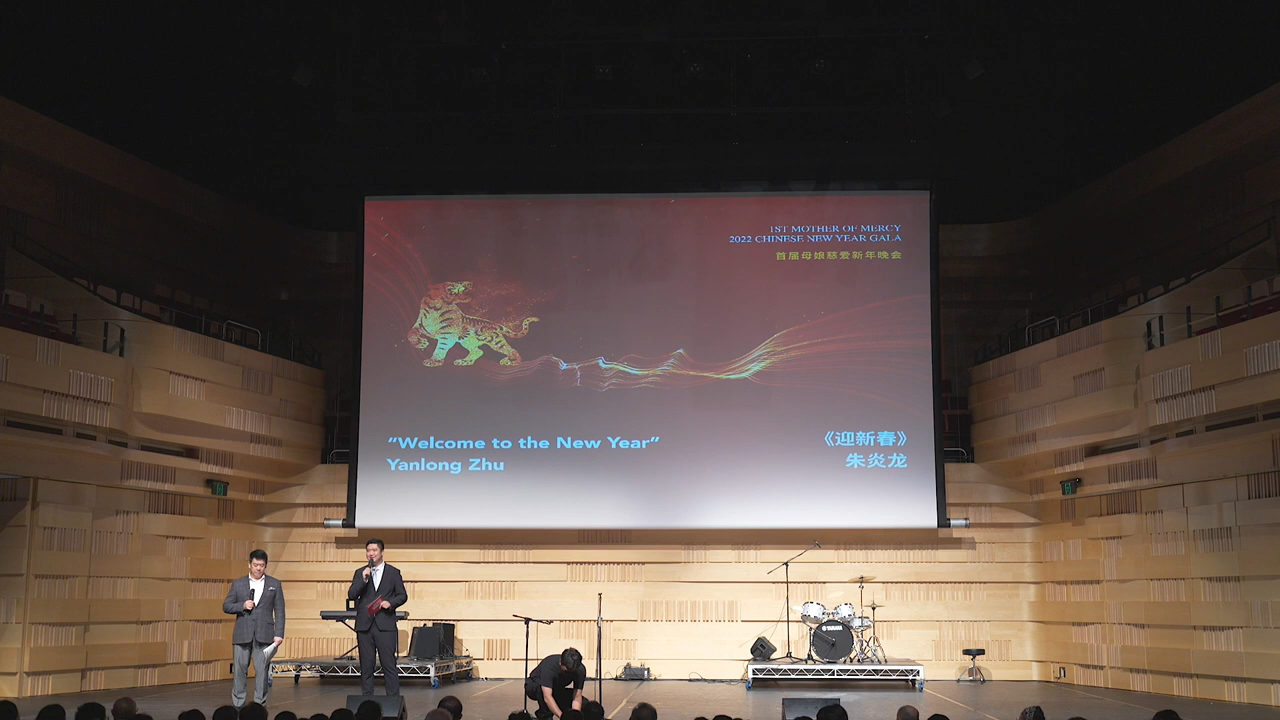 1ST MOTHER OF MERCY
2022 CHINESE NEW YEAR GALA
首届母娘慈爱新年晚会
“Welcome to the New Year”
Yanlong Zhu
《迎新春》
朱炎龙
YAMAHA